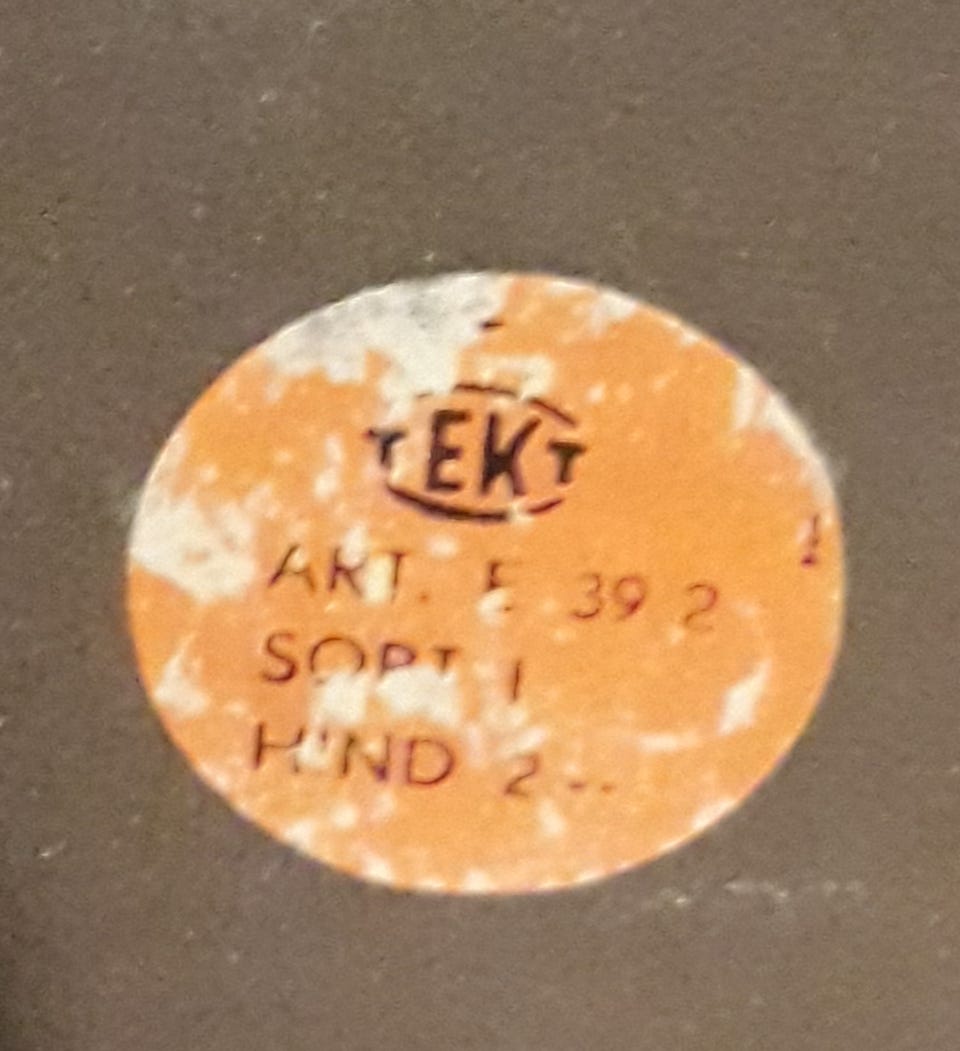 TEKT
ART. E 39 2
SORT I
HIND 2--